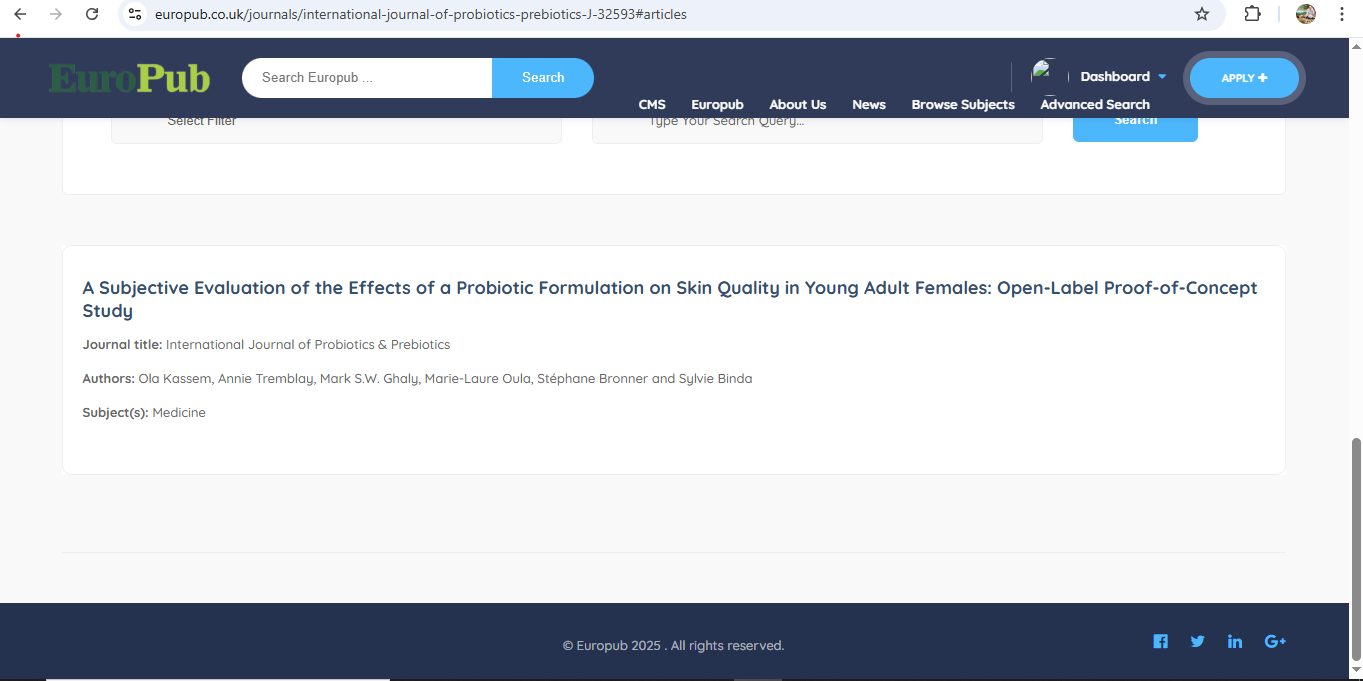 europub.co.uk/journals/international-journal-of-probiotics-prebiotics-J-32593#articles
EuroPub
Search Europub ...
Search
Dashboard
APPLY +
CMS Europub About Us News Browse Subjects Advanced Search
Select Filter
Type Your Search Query...
Search
A Subjective Evaluation of the Effects of a Probiotic Formulation on Skin Quality in Young Adult Females: Open-Label Proof-of-Concept
Study
Journal title: International Journal of Probiotics & Prebiotics
Authors: Ola Kassem, Annie Tremblay, Mark S.W. Ghaly, Marie-Laure Oula, Stéphane Bronner and Sylvie Binda
Subject(s): Medicine
© Europub 2025 . All rights reserved.